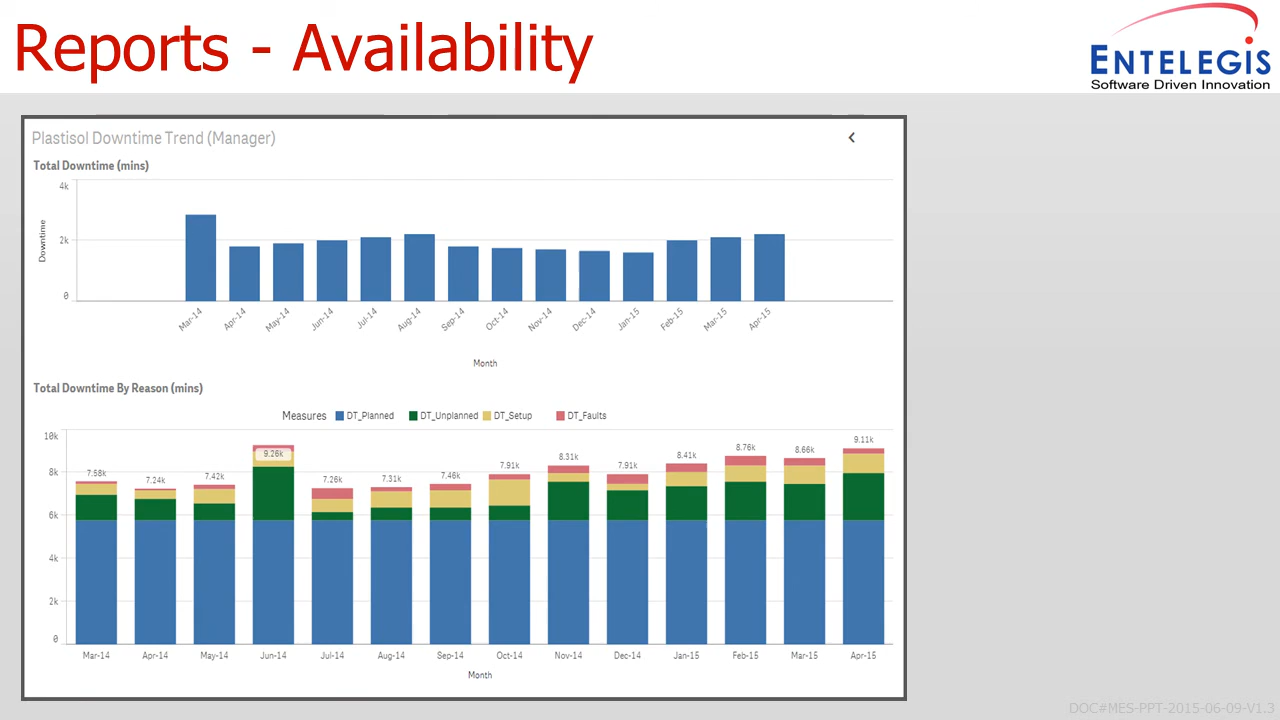 Reports - Availability
ENTELEGIS
Software Driven Innovation
Plastisol Downtime Trend (Manager)
Total Downtime (mins)
4k
2k
0
Downtime
Mar-14 Apr-14 May-14 Jun-14 Jul-14 Aug-14 Sep-14 Oct-14 Nov-14 Dec-14 Jan-15 Feb-15 Mar-15 Apr-15
Month
Total Downtime By Reason (mins)
Measures DT_Planned DT_Unplanned DT_Setup DT_Faults
10k
8k
6k
4k
2k
0
7.58k 7.24k 7.42k 9.26k 7.26k 7.31k 7.46k 7.91k 8.31k 7.91k 8.41k 8.76k 8.66k 9.11k
Mar-14 Apr-14 May-14 Jun-14 Jul-14 Aug-14 Sep-14 Oct-14 Nov-14 Dec-14 Jan-15 Feb-15 Mar-15 Apr-15
Month
DOC#MES-PPT-2015-06-09-V1.3